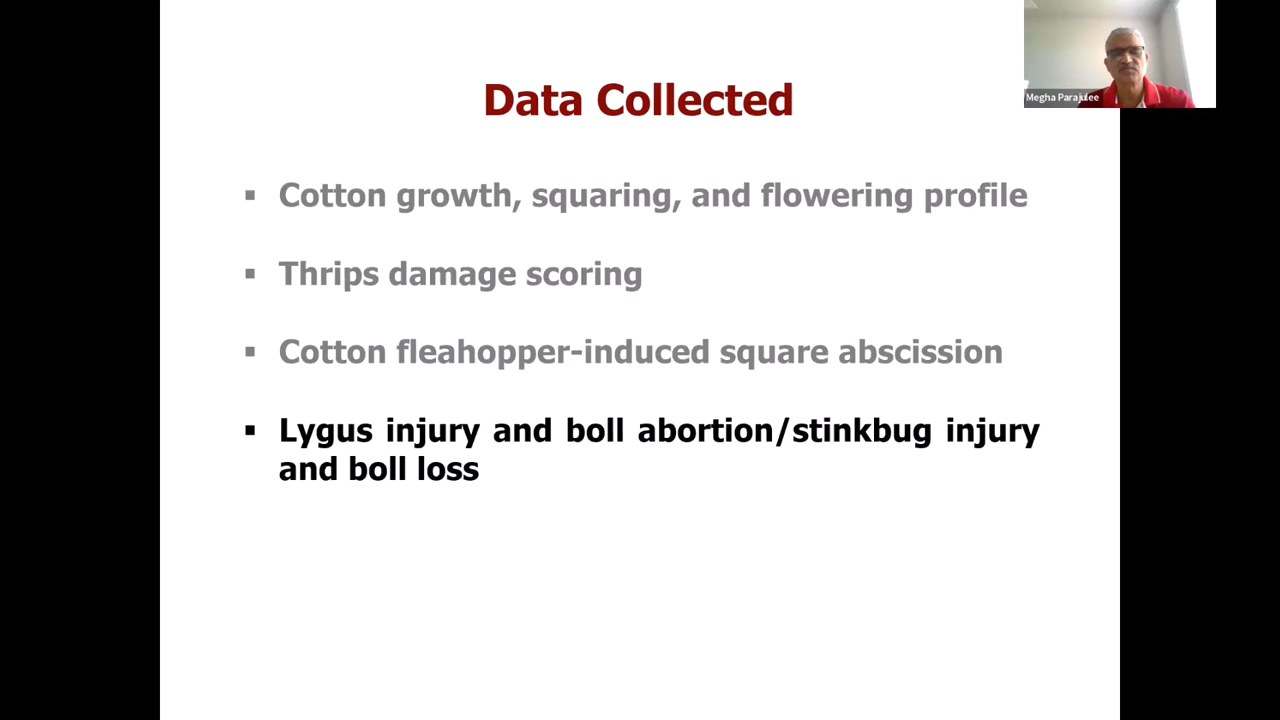 Data Collected
Megha Parajulee
▪ Cotton growth, squaring, and flowering profile
▪ Thrips damage scoring
▪ Cotton fleahopper-induced square abscission
▪ Lygus injury and boll abortion/stinkbug injury
and boll loss